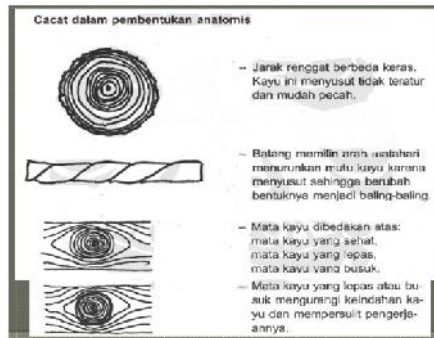 Cacat dalam pembentukan anatomis
– Jarak renggat berbeda keras.
Kayu ini menyusut tidak teratur
dan mudah pecah.
– Batang memilin arah matahari
menurunkan mutu kayu karena
menyusut sehingga berubah
bentuknya menjadi baling-baling.
– Mata kayu dibedakan atas:
mata kayu yang sehat,
mata kayu yang lepas,
mata kayu yang busuk.
– Mata kayu yang lepas atau bu-
suk mengurangi keindahan ka-
yu dan mempersulit pengerja-
annya.